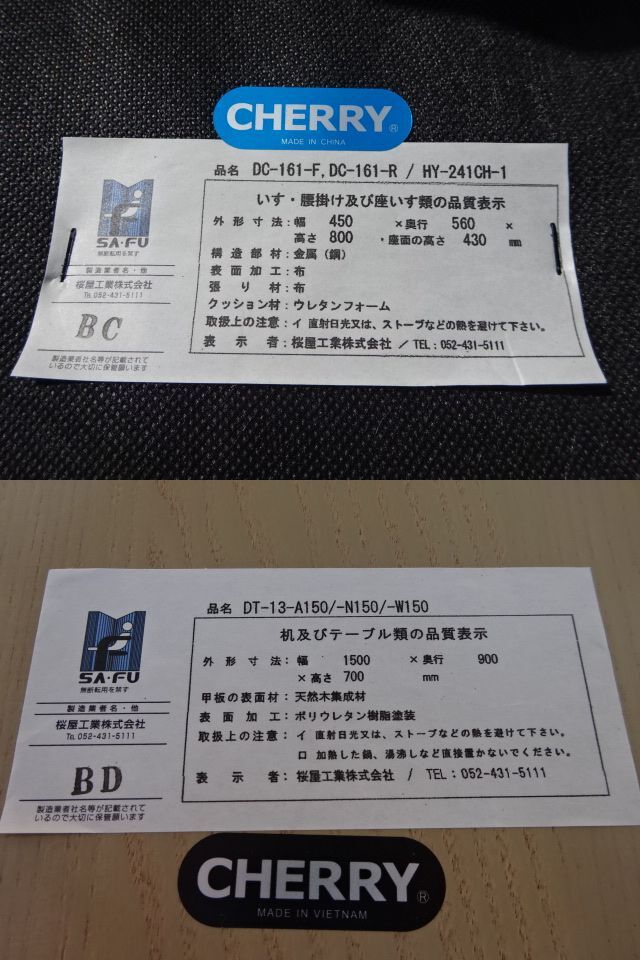 CHERRY®
MADE IN CHINA
品名 DC-161-F, DC-161-R / HY-241CH-1
SA・FU
無断転用を禁ず
製造業者名・他
桜屋工業株式会社
TEL 052-431-5111
BC
製造業者社名等が記載されて
いるので大切に保管願います
いす・腰掛け及び座いす類の品質表示
外形寸法:幅 450 ×奥行 560 ×
高さ 800 ・座面の高さ 430 mm
構造部材:金属(鋼)
表面加工:布
張り材:布
クッション材:ウレタンフォーム
取扱上の注意:イ 直射日光又は、ストーブなどの熱を避けて下さい。
表示者:桜屋工業株会社 / TEL:052-431-5111
品名 DT-13-A150/-N150/-W150
SA・FU
無断転用を禁ず
製造業者名・他
桜屋工業株式会社
TEL 052-431-5111
BD
製造業者社名等が記載されて
いるので大切に保管願います
机及びテーブル類の品質表示
外形寸法:幅 1500 ×奥行 900
×高さ 700 mm
甲板の表面材:天然木集成材
表面加工:ポリウレタン樹脂塗装
取扱上の注意:イ 直射日光又は、ストーブなどの熱を避けて下さい。
ロ 加熱した鍋、湯沸しなど直接置かないでください。
表示者:桜屋工業株式会社 / TEL:052-431-5111
CHERRY®
MADE IN VIETNAM